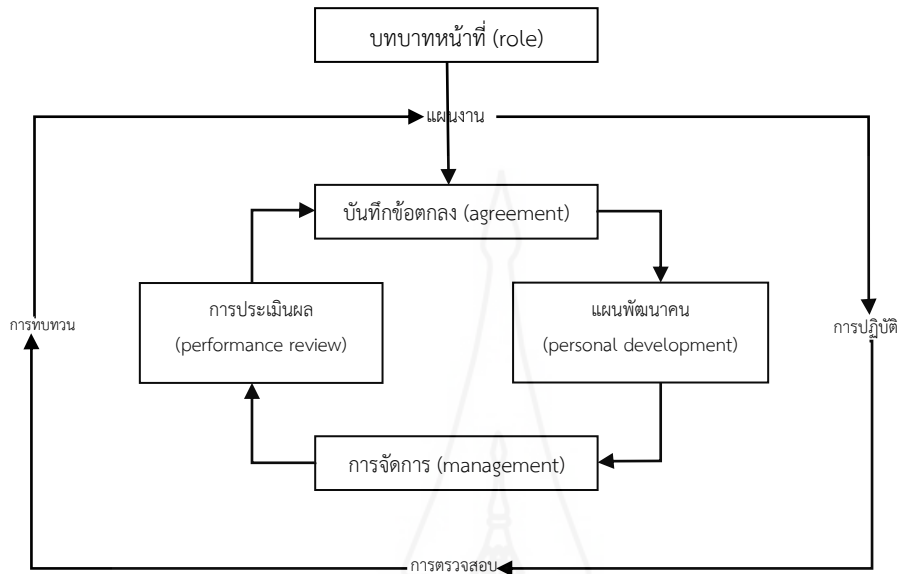 บทบาทหน้าที่ (role)
แผนงาน
บันทึกข้อตกลง (agreement)
การประเมินผล
(performance review)
แผนพัฒนาคน
(personal development)
การทบทวน
การปฏิบัติ
การจัดการ (management)
การตรวจสอบ